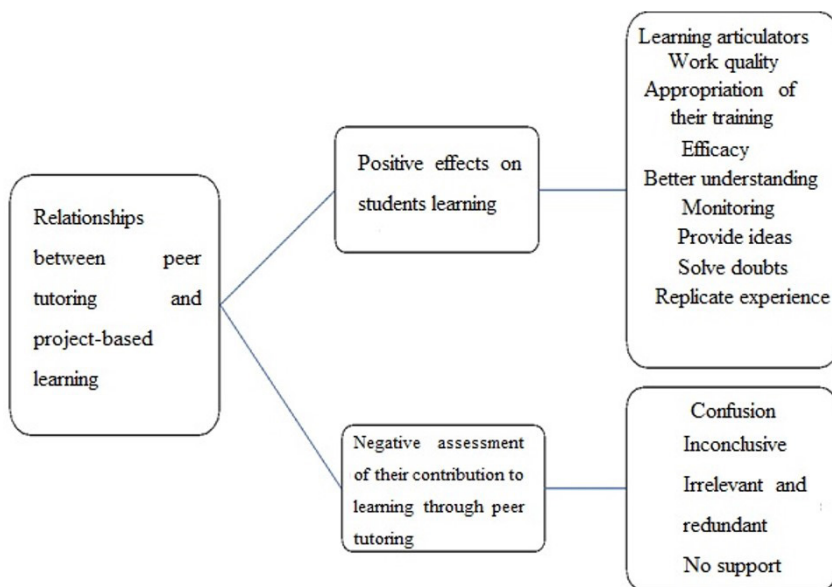 Relationships
between peer
tutoring and
project-based
learning
Positive effects on
students learning
Learning articulators
Work quality
Appropriation of
their training
Efficacy
Better understanding
Monitoring
Provide ideas
Solve doubts
Replicate experience
Negative assessment
of their contribution to
learning through peer
tutoring
Confusion
Inconclusive
Irrelevant and
redundant
No support